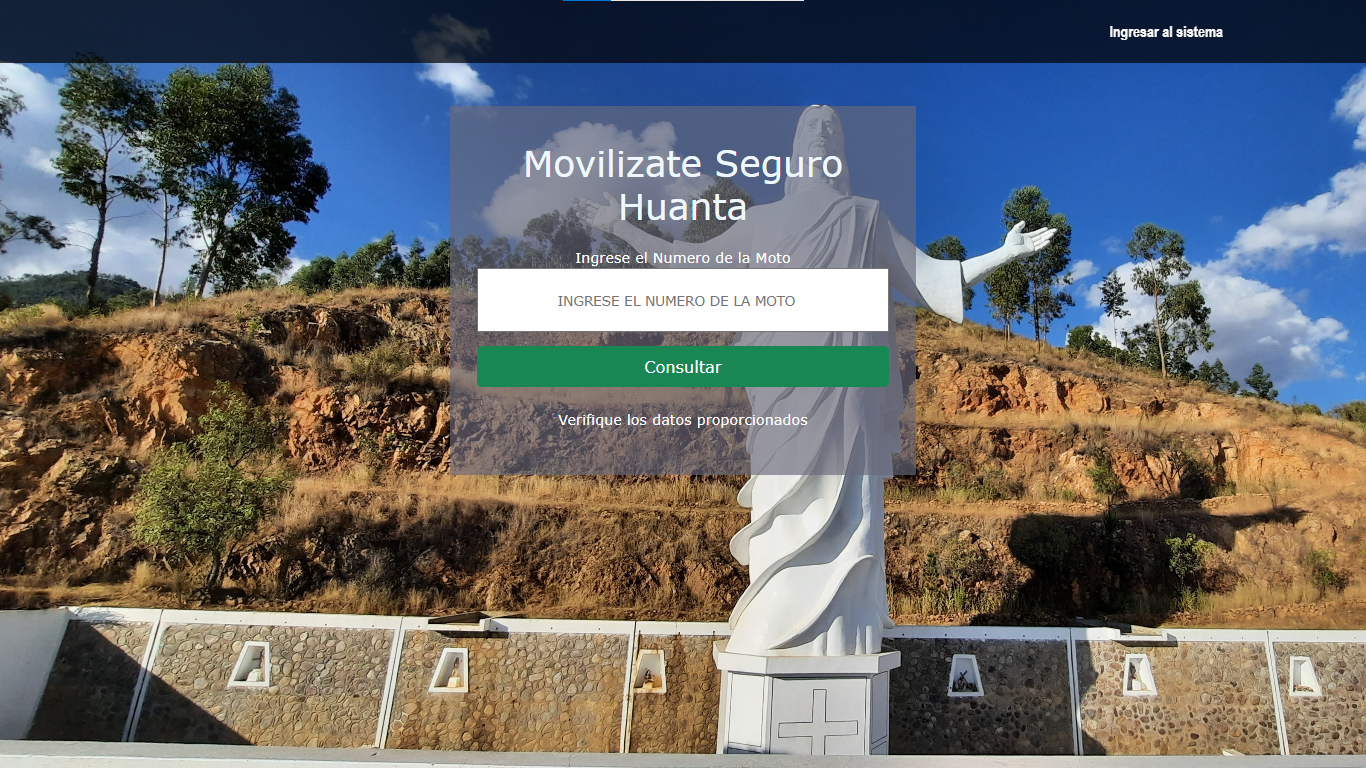 Ingresar al sistema
Movilizate Seguro
Huanta
Ingrese el Numero de la Moto
INGRESE EL NUMERO DE LA MOTO
Consultar
Verifique los datos proporcionados